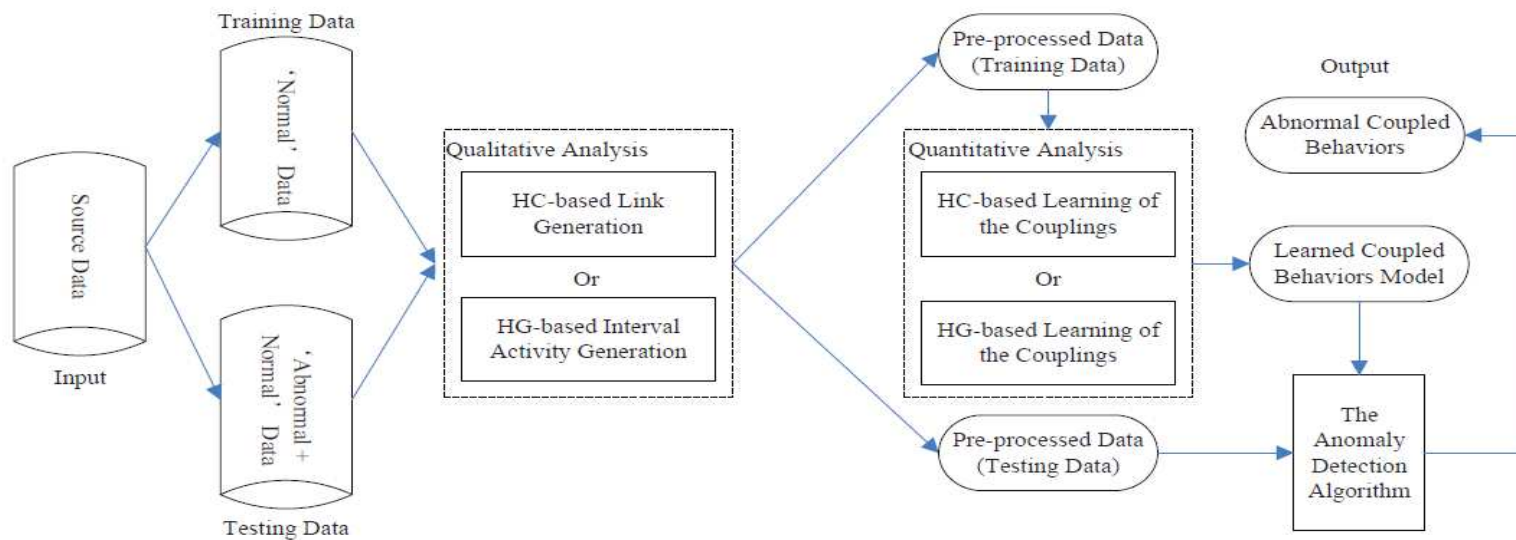 Training Data
‘Normal’ Data
Source Data
Input
‘Abnormal +
Normal’ Data
Testing Data
Qualitative Analysis
HC-based Link
Generation
Or
HG-based Interval
Activity Generation
Pre-processed Data
(Training Data)
Quantitative Analysis
HC-based Learning of
the Couplings
Or
HG-based Learning of
the Couplings
Pre-processed Data
(Testing Data)
Output
Abnormal Coupled
Behaviors
Learned Coupled
Behaviors Model
The
Anomaly
Detection
Algorithm